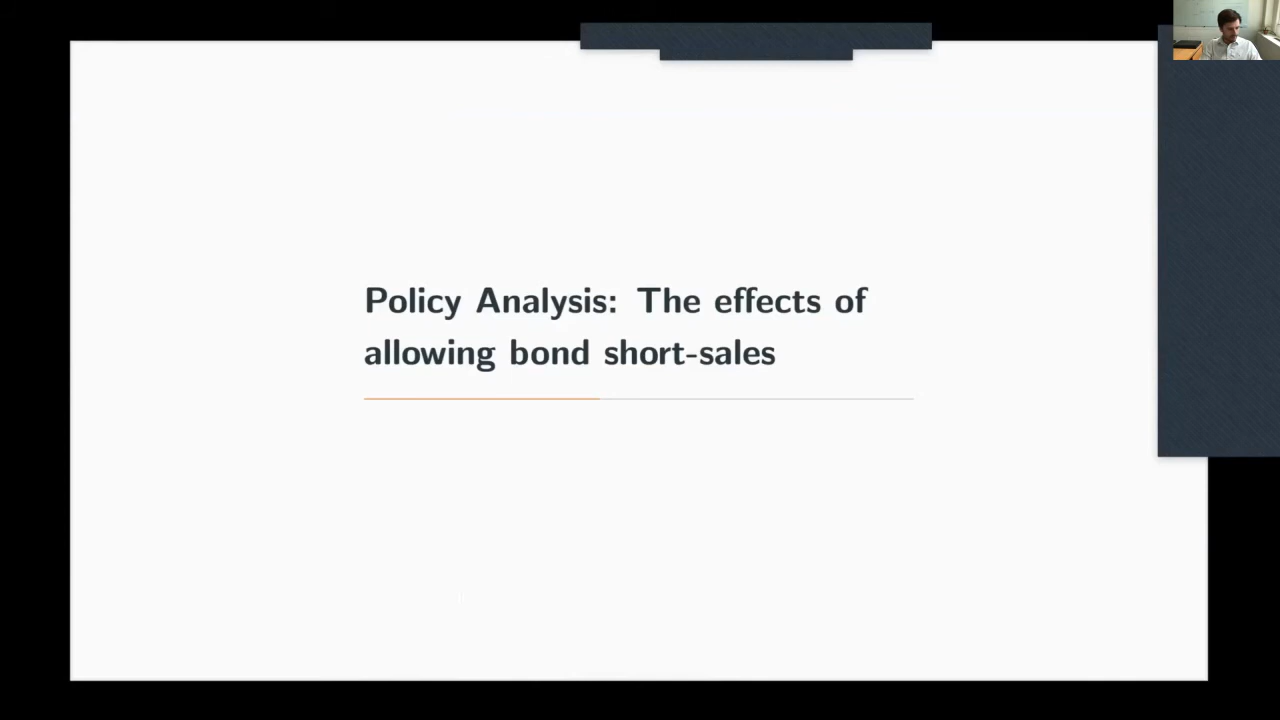 Policy Analysis: The effects of
allowing bond short-sales